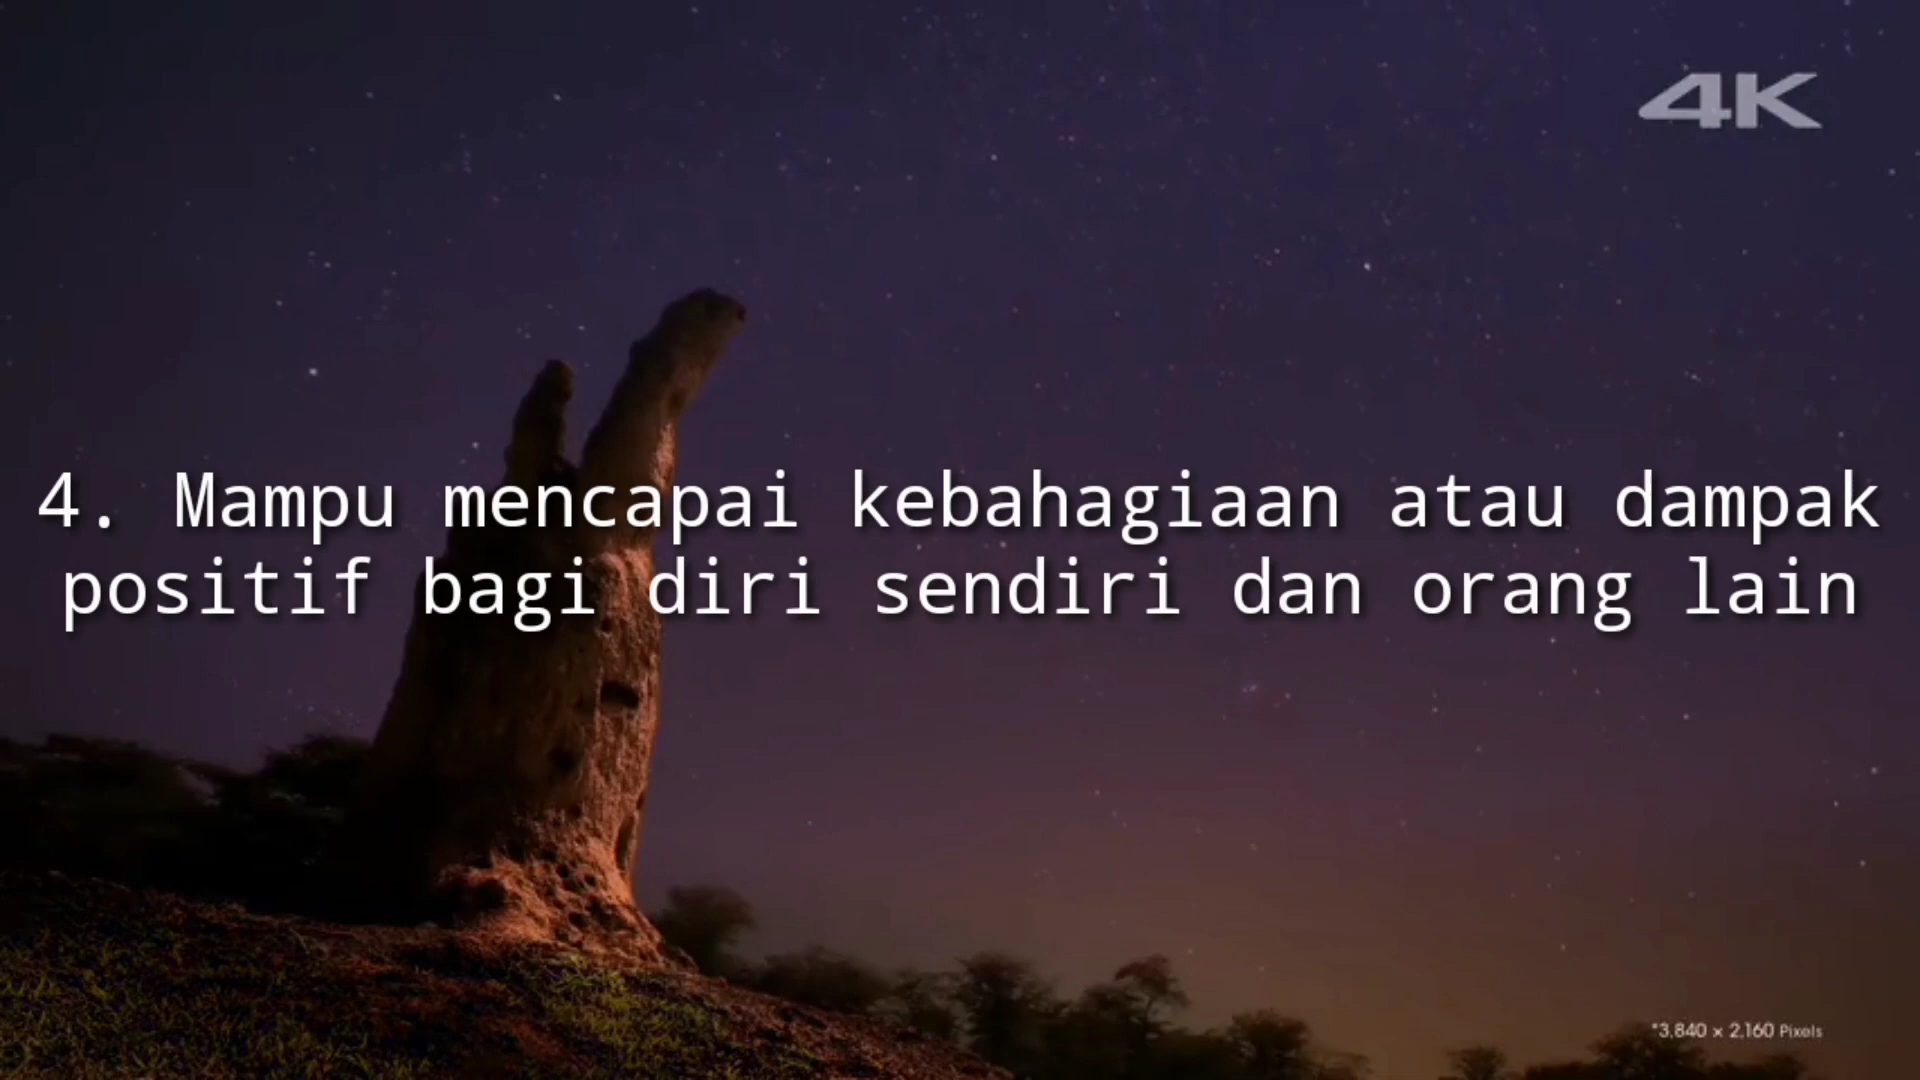 4K
4. Mampu mencapai kebahagiaan atau dampak
positif bagi diri sendiri dan orang lain
*3,840 × 2,160 Pixels